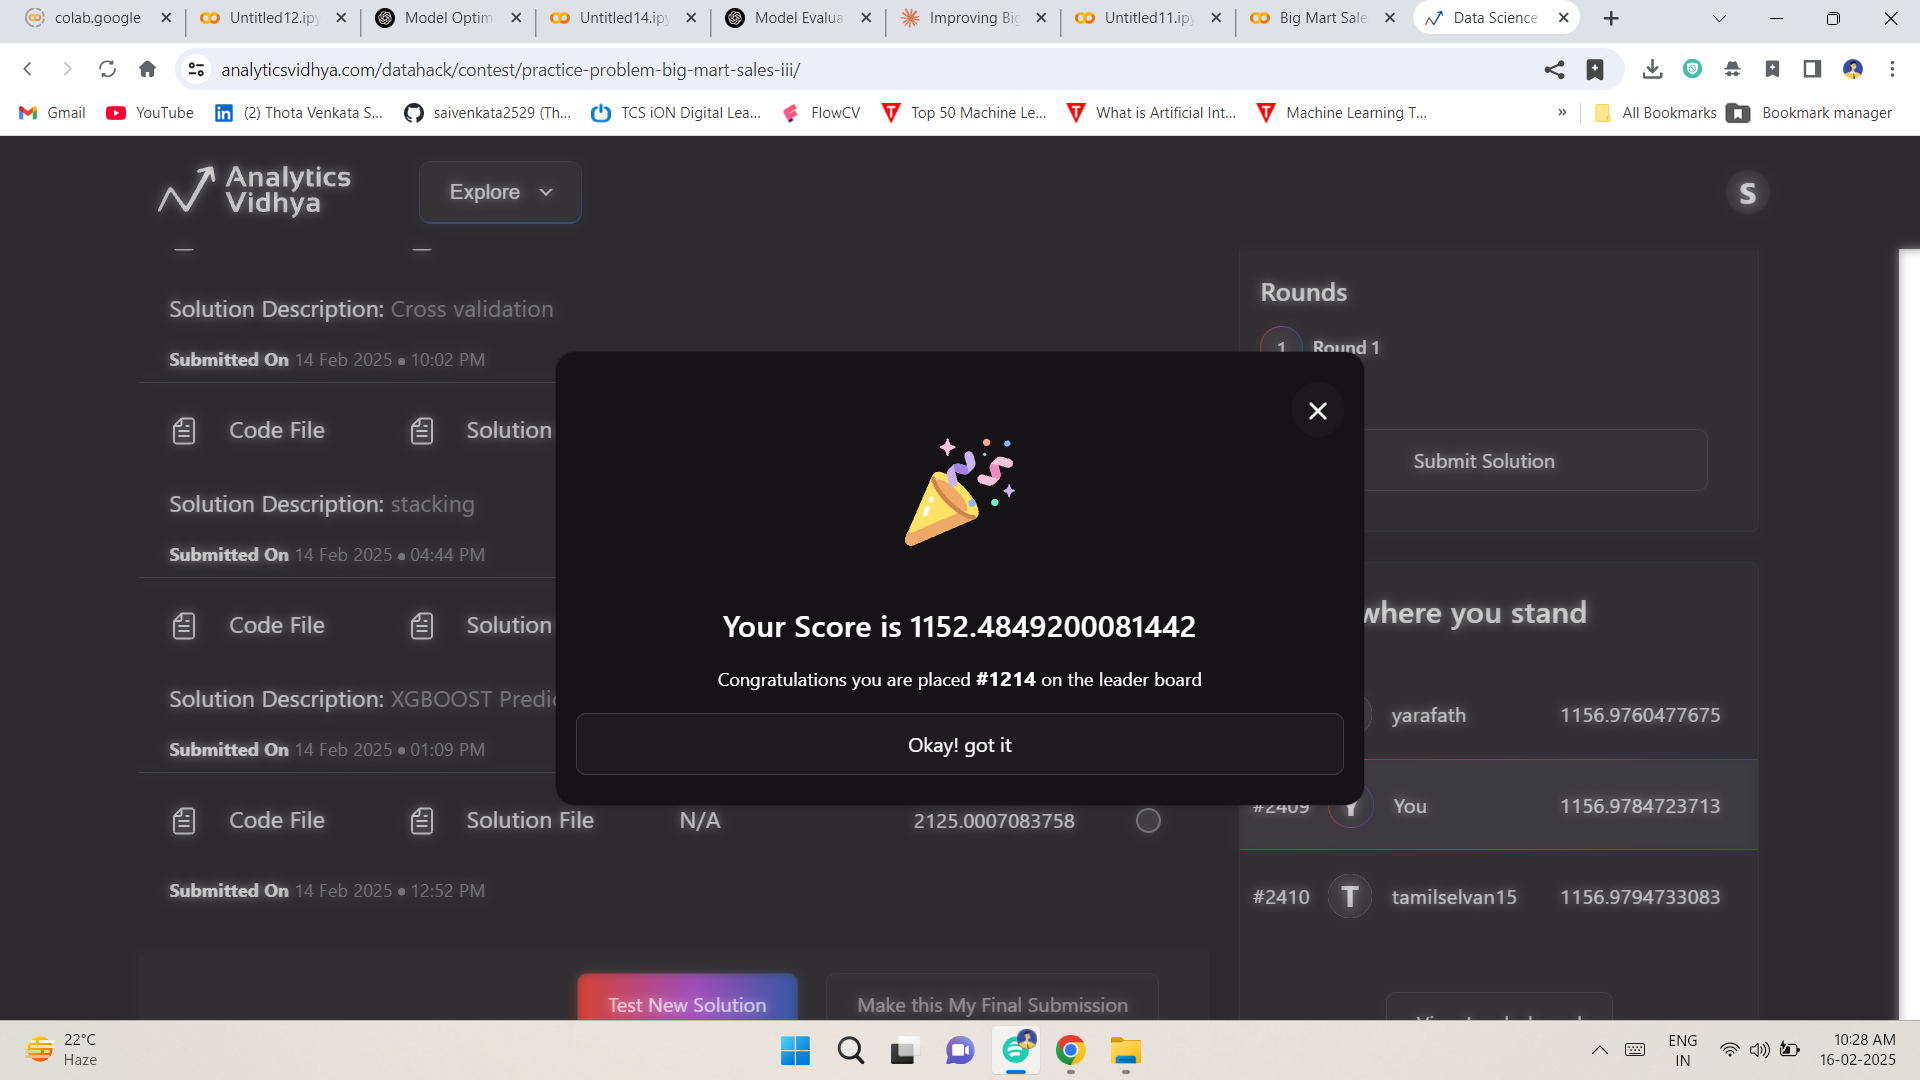 colab.google
Untitled12.ipy
Model Optim
Untitled14.ipy
Model Evalua
Improving Big
Untitled11.ipy
Big Mart Sale
Data Science
analyticsvidhya.com/datahack/contest/practice-problem-big-mart-sales-iii/
Gmail
YouTube
(2) Thota Venkata S...
saivenkata2529 (Th...
TCS iON Digital Lea...
FlowCV
Top 50 Machine Le...
What is Artificial Int...
Machine Learning T...
»
All Bookmarks
Bookmark manager
Analytics
Vidhya
Explore
S
Solution Description: Cross validation
Submitted On 14 Feb 2025 • 10:02 PM
Code File
Solution
Solution Description: stacking
Submitted On 14 Feb 2025 • 04:44 PM
Code File
Solution
Solution Description: XGBOOST Predic
Submitted On 14 Feb 2025 • 01:09 PM
Code File
Solution File
N/A
2125.0007083758
Submitted On 14 Feb 2025 • 12:52 PM
Test New Solution
Make this My Final Submission
Your Score is 1152.4849200081442
Congratulations you are placed #1214 on the leader board
Okay! got it
Rounds
1 Round 1
Submit Solution
where you stand
yarafath 1156.9760477675
#2409 Y You 1156.9784723713
#2410 T tamilselvan15 1156.9794733083
22°C
Haze
ENG
IN
10:28 AM
16-02-2025